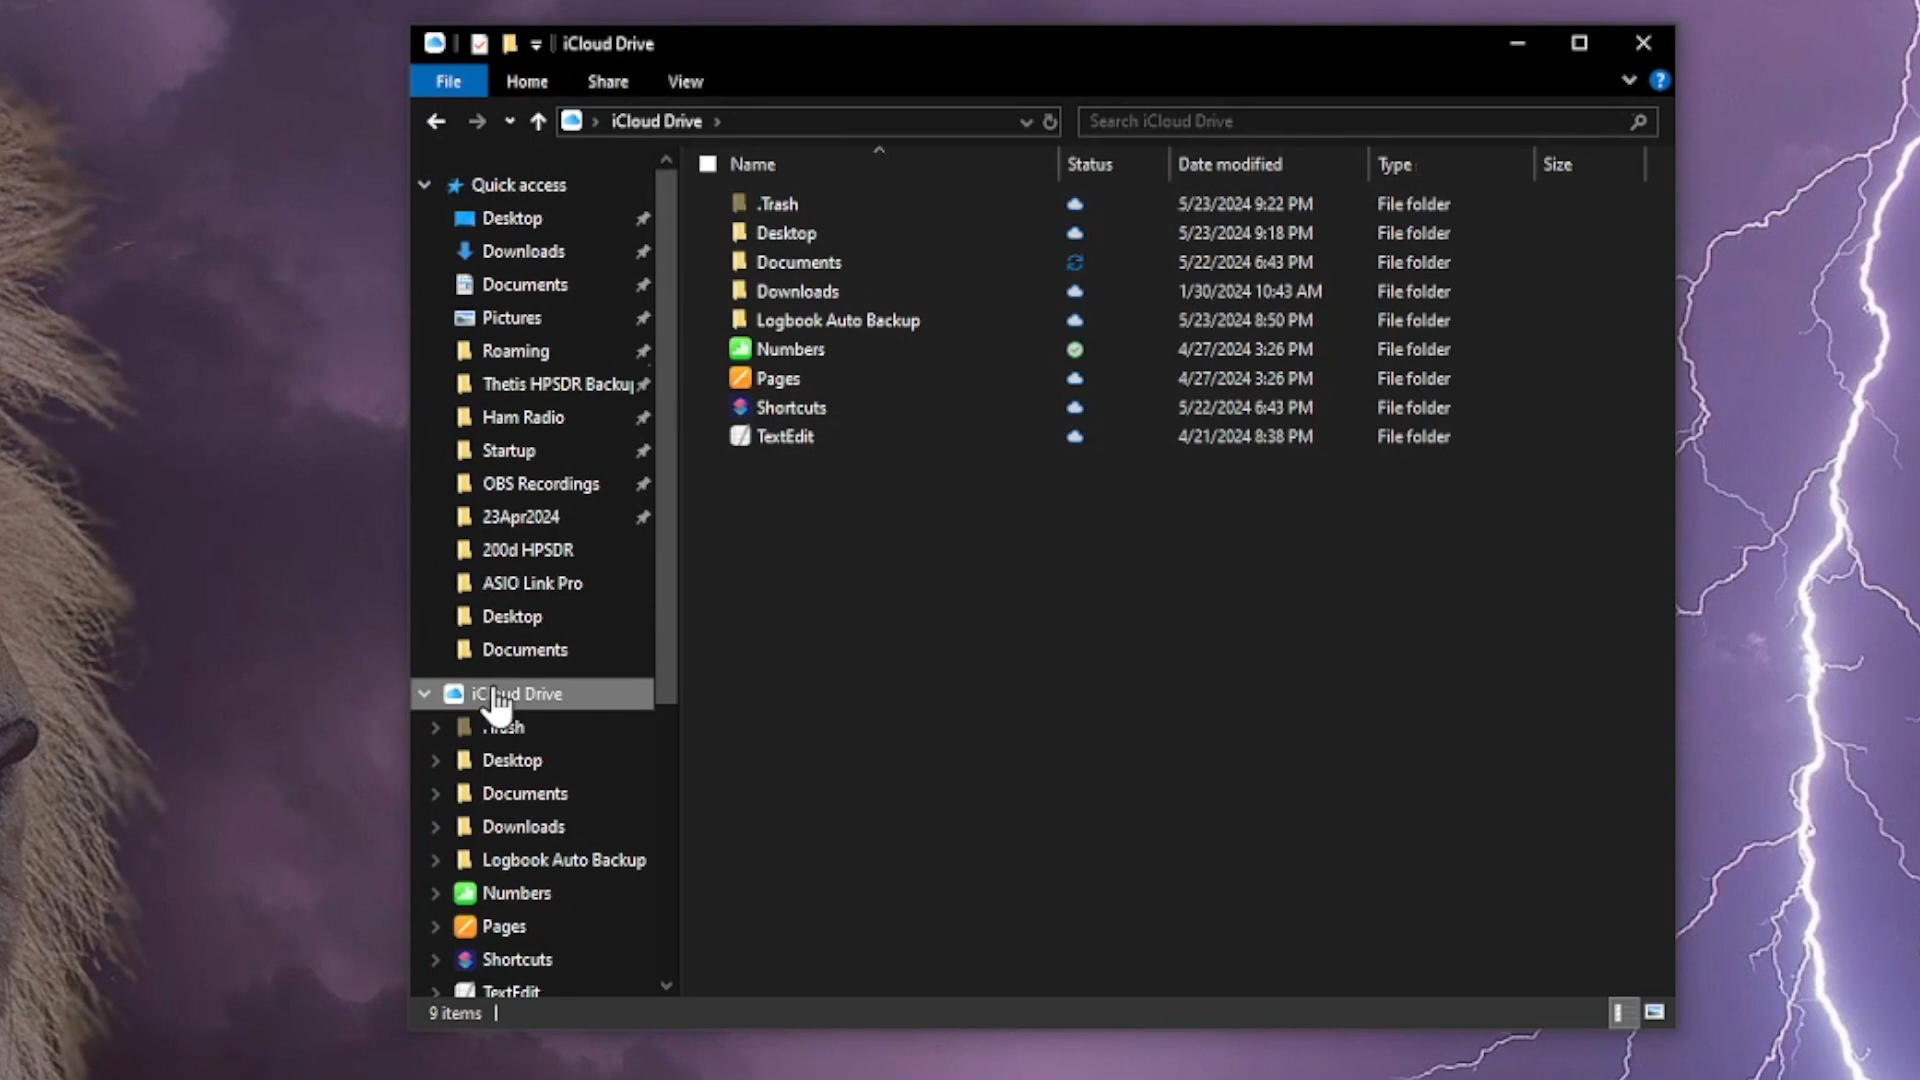 iCloud Drive
File Home Share View
iCloud Drive
Search iCloud Drive
Name Status Date modified Type Size
.Trash 5/23/2024 9:22 PM File folder
Desktop 5/23/2024 9:18 PM File folder
Documents 5/22/2024 6:43 PM File folder
Downloads 1/30/2024 10:43 AM File folder
Logbook Auto Backup 5/23/2024 8:50 PM File folder
Numbers 4/27/2024 3:26 PM File folder
Pages 4/27/2024 3:26 PM File folder
Shortcuts 5/22/2024 6:43 PM File folder
TextEdit 4/21/2024 8:38 PM File folder
Quick access
Desktop
Downloads
Documents
Pictures
Roaming
Thetis HPSDR Backup
Ham Radio
Startup
OBS Recordings
23Apr2024
200d HPSDR
ASIO Link Pro
Desktop
Documents
iCloud Drive
.Trash
Desktop
Documents
Downloads
Logbook Auto Backup
Numbers
Pages
Shortcuts
TextEdit
9 items